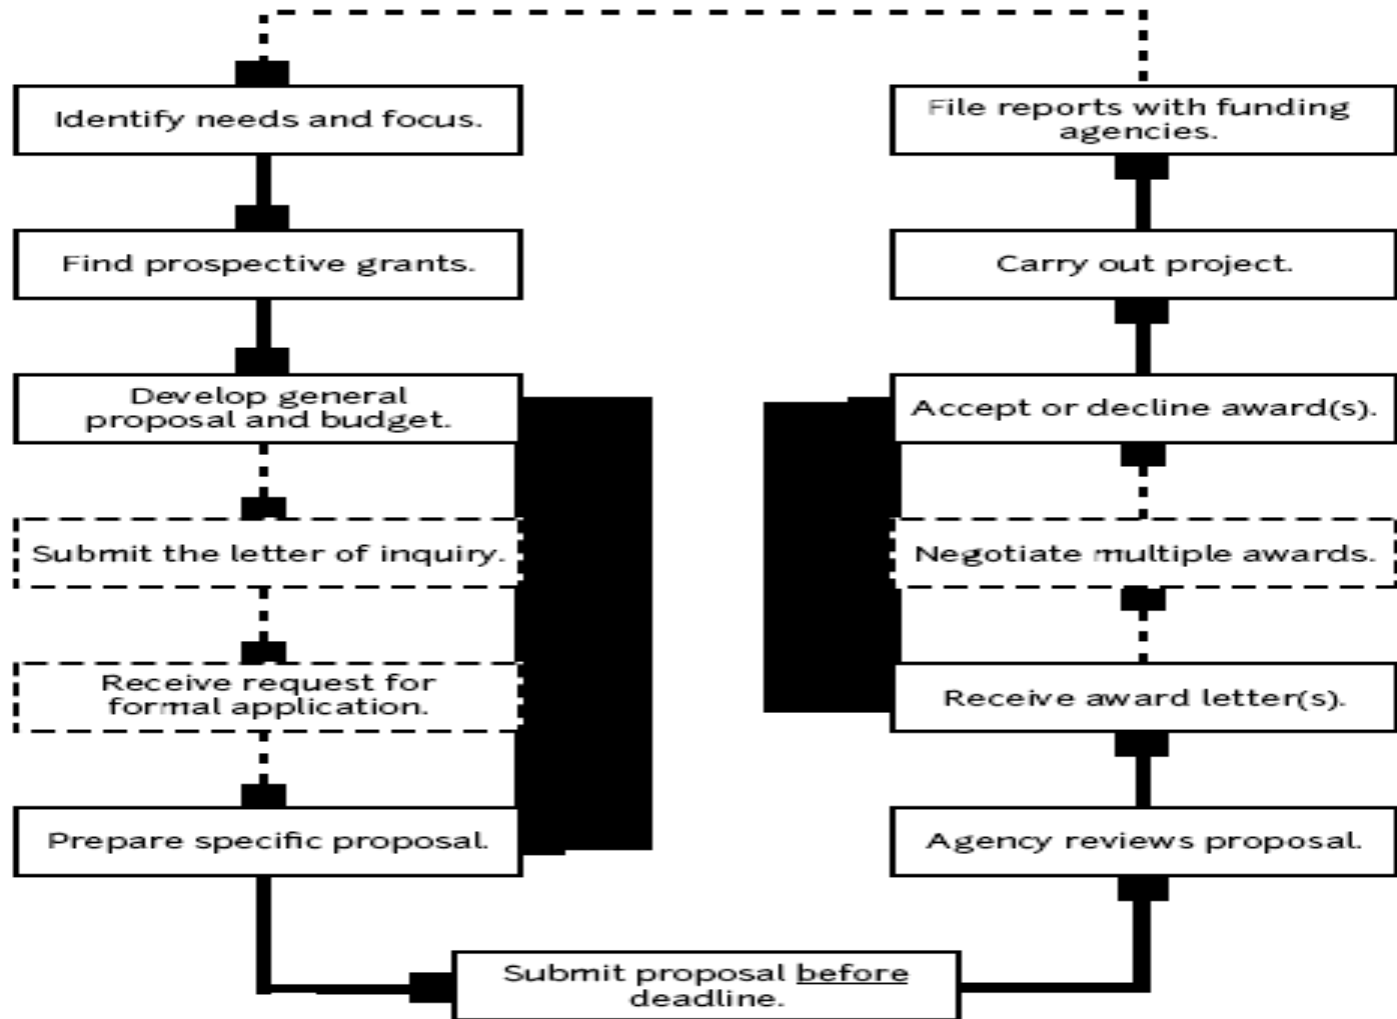 Identify needs and focus.
Find prospective grants.
Develop general
proposal and budget.
Submit the letter of inquiry.
Receive request for
formal application.
Prepare specific proposal.
Submit proposal before
deadline.
Agency reviews proposal.
Receive award letter(s).
Negotiate multiple awards.
Accept or decline award(s).
Carry out project.
File reports with funding
agencies.